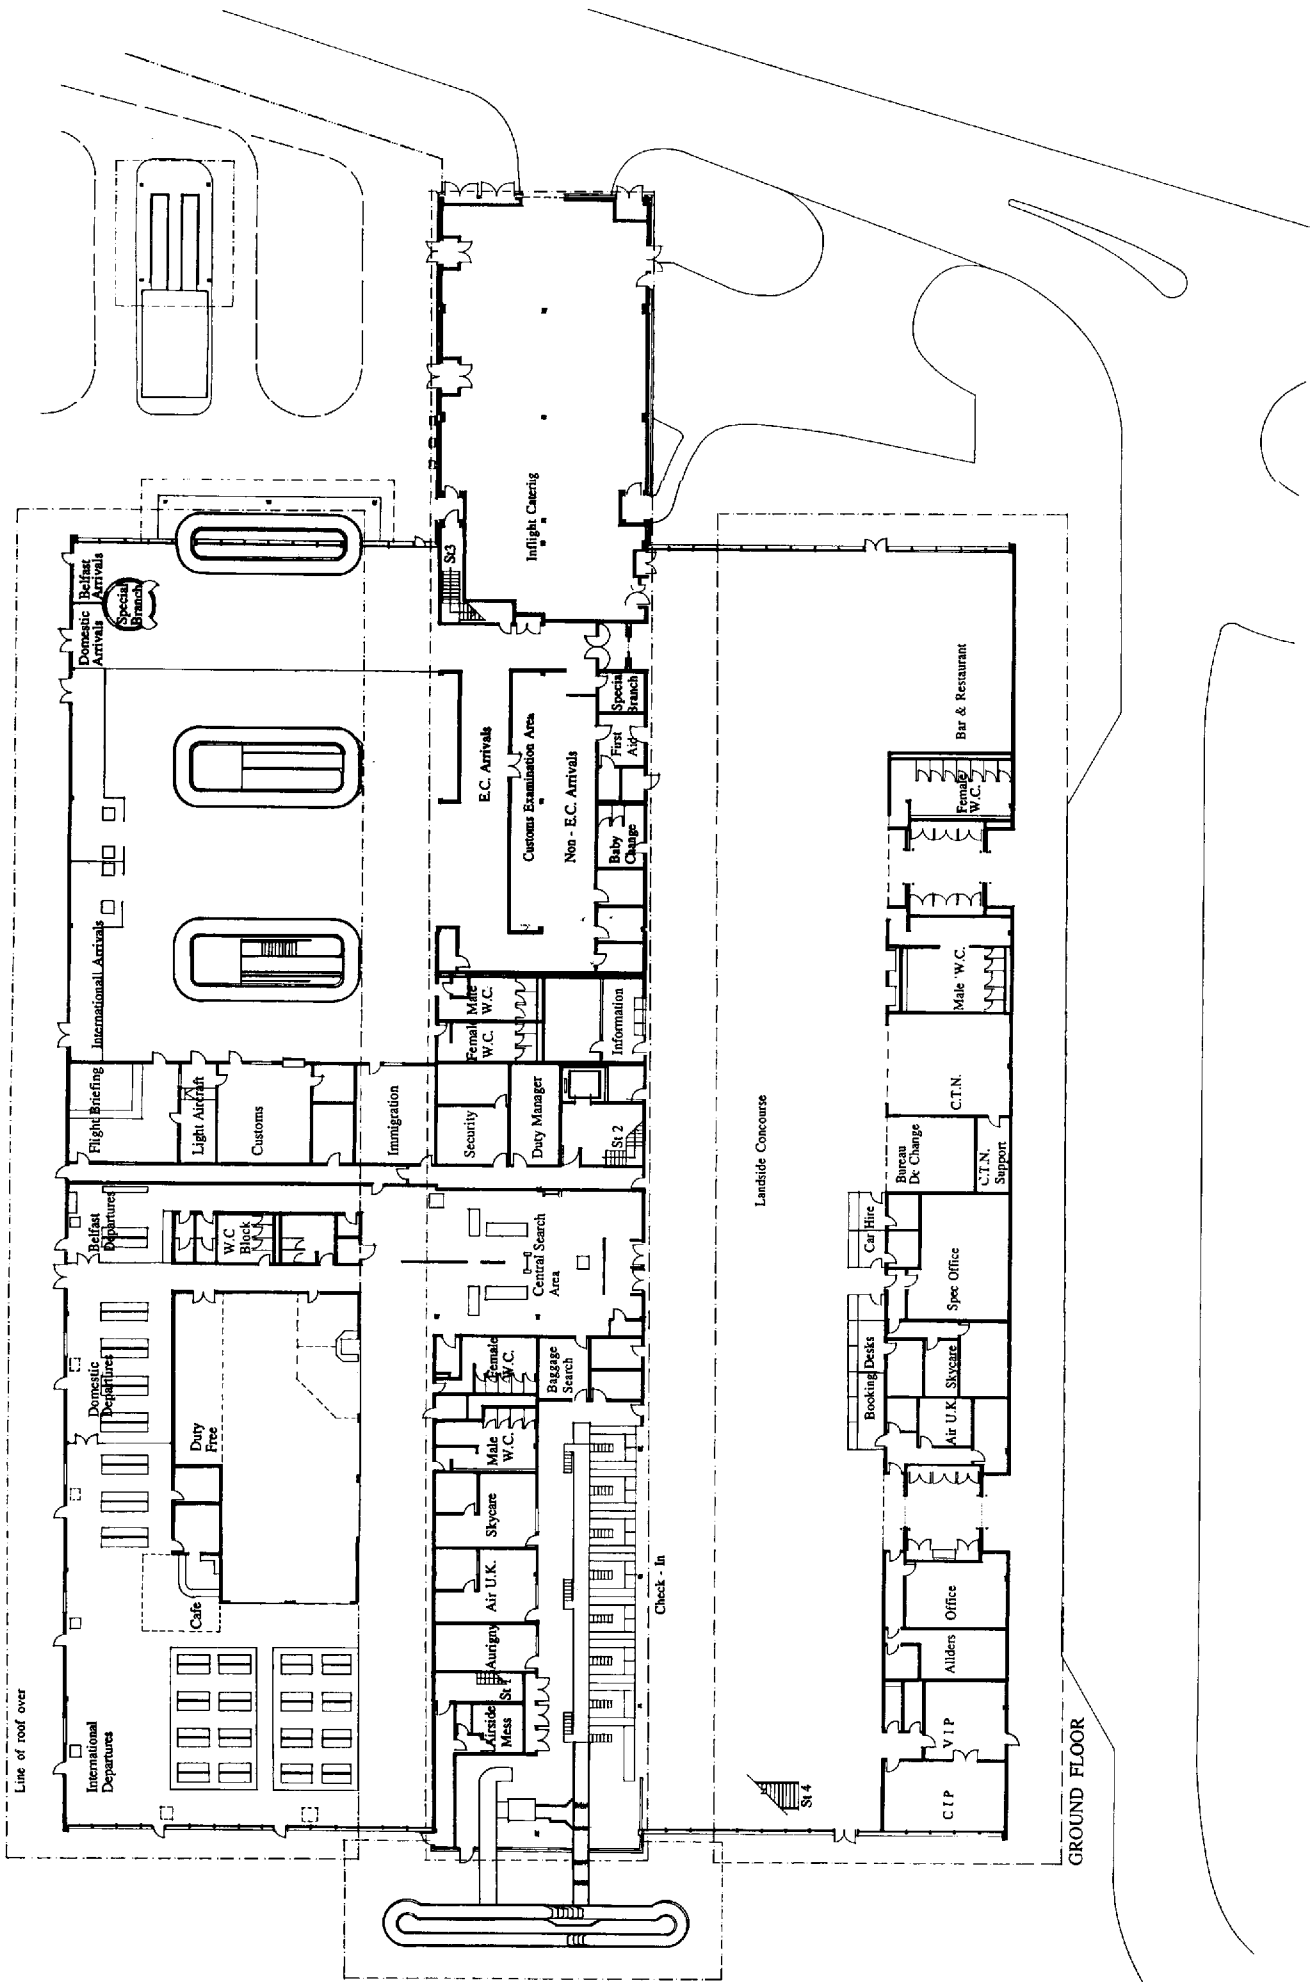 Line of roof over
International
Departures
Cafe
Duty
Free
Domestic
Departures
Belfast
Departures
W.C
Block
Flight Briefing
Light Aircraft
Customs
Immigration
Internationall Arrivals
Domestic
Arrivals
Belfast
Arrivals
Special
Branch
Airside
Mess
St 1
Aurigny
Air U.K.
Skycare
Male
W.C.
Female
W.C.
Baggage
Search
Central Search
Area
Security
Duty Manager
St 2
Female
W.C.
Male
W.C.
Information
E.C. Arrivals
Customs Examination Area
Non - E.C. Arrivals
Baby
Change
First
Aid
Special
Branch
St3
Inflight Caterig
Check - In
Landside Concourse
St 4
C I P
V I P
Allders
Office
Booking Desks
Air U.K.
Skycare
Car Hire
Spec Office
Bureau
De Change
C.T.N.
Support
C.T.N.
Male W.C.
Female
W.C.
Bar & Restaurant
GROUND FLOOR